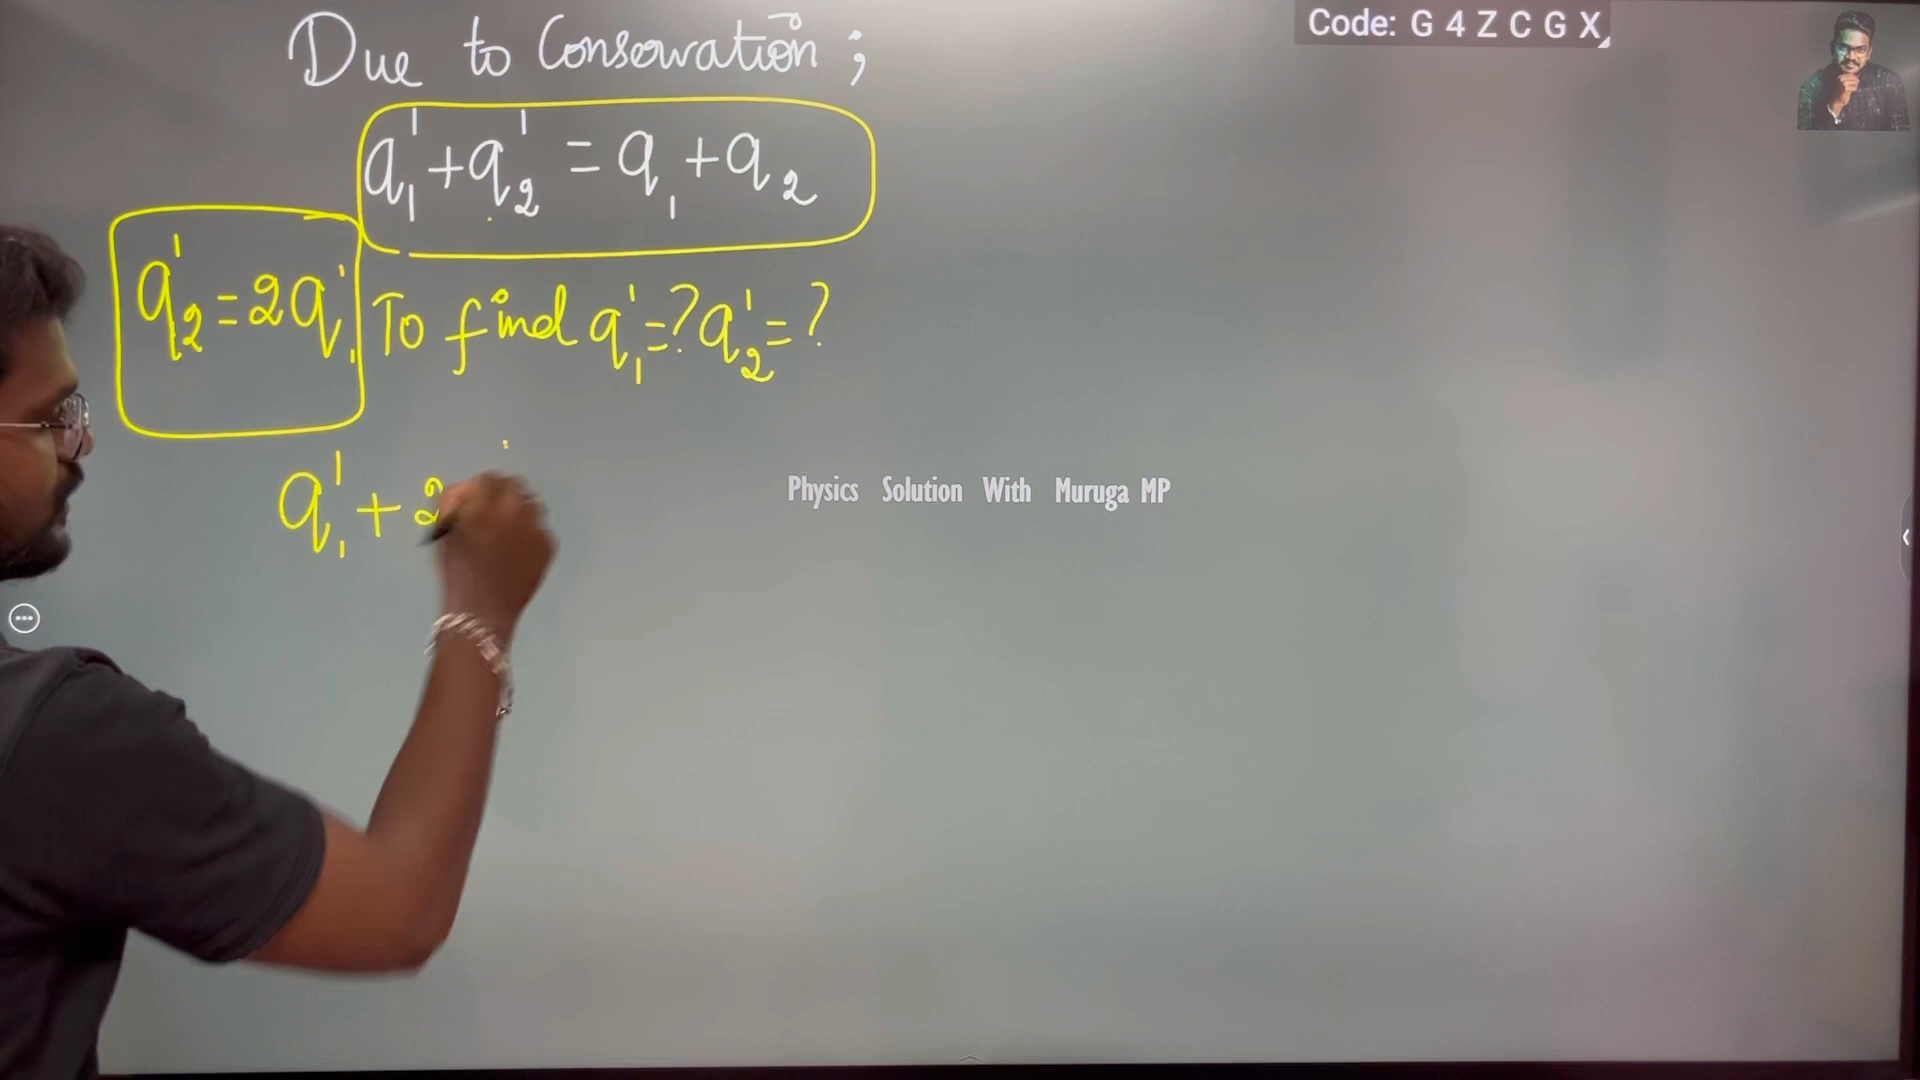 Due to Conservation ;
Code: G 4 Z C G X
q₁' + q₂' = q₁ + q₂
q₂' = 2q₁'
To find q₁' = ? q₂' = ?
q₁' + 2
Physics Solution With Muruga MP